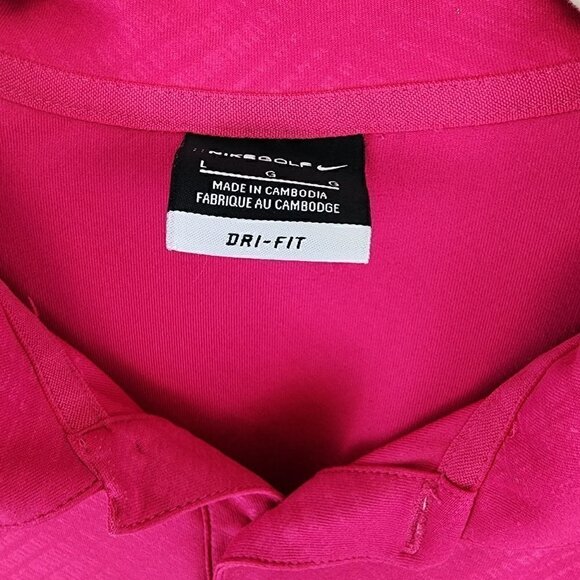 NIKEGOLF
L G G
MADE IN CAMBODIA
FABRIQUE AU CAMBODGE
DRI-FIT